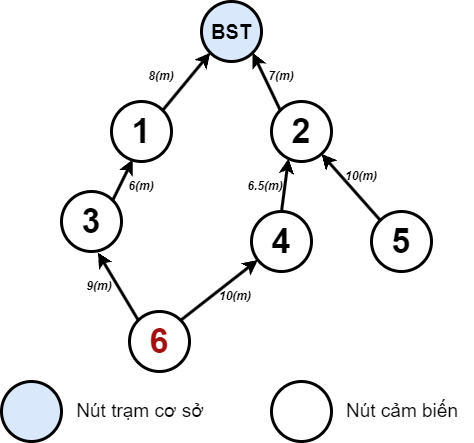 BST
8(m)
7(m)
1
2
6(m)
6.5(m)
10(m)
3
4
5
9(m)
10(m)
6
Nút trạm cơ sở
Nút cảm biến